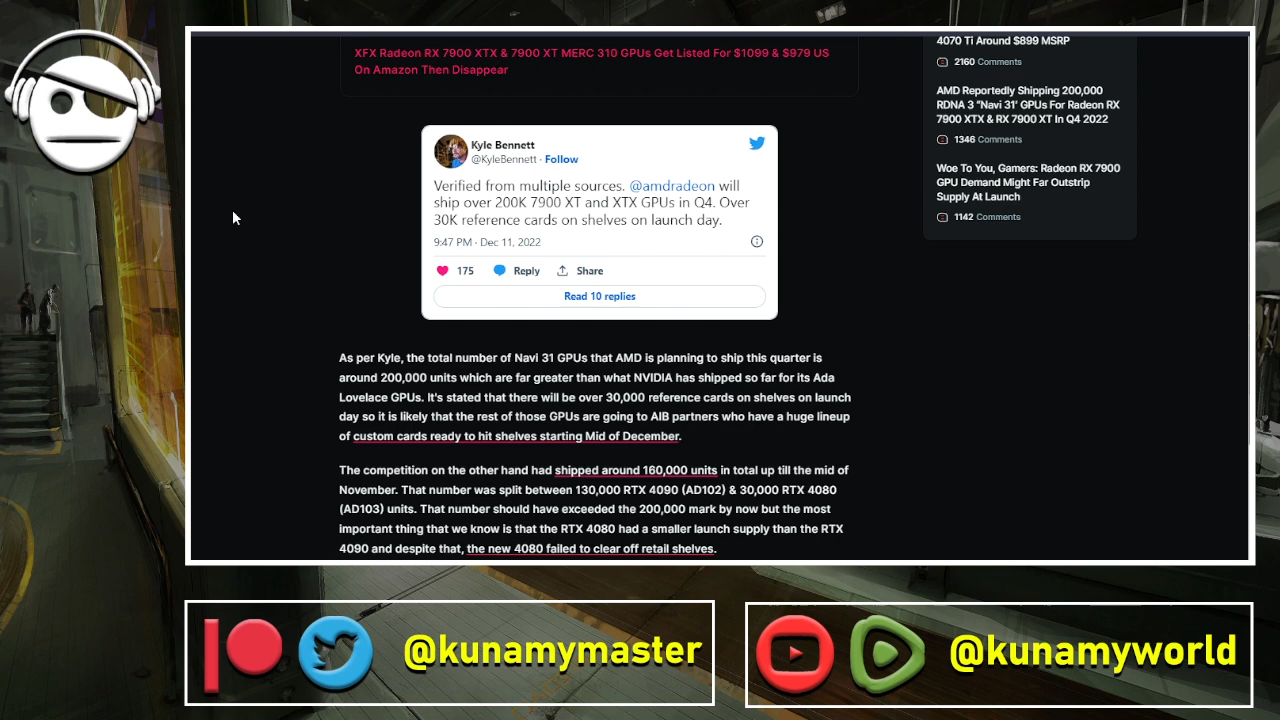 XFX Radeon RX 7900 XTX & 7900 XT MERC 310 GPUs Get Listed For $1099 & $979 US
On Amazon Then Disappear
Kyle Bennett
@KyleBennett · Follow
Verified from multiple sources. @amdradeon will
ship over 200K 7900 XT and XTX GPUs in Q4. Over
30K reference cards on shelves on launch day.
9:47 PM · Dec 11, 2022
175 Reply Share
Read 10 replies
As per Kyle, the total number of Navi 31 GPUs that AMD is planning to ship this quarter is
around 200,000 units which are far greater than what NVIDIA has shipped so far for its Ada
Lovelace GPUs. It's stated that there will be over 30,000 reference cards on shelves on launch
day so it is likely that the rest of those GPUs are going to AIB partners who have a huge lineup
of custom cards ready to hit shelves starting Mid of December.
The competition on the other hand had shipped around 160,000 units in total up till the mid of
November. That number was split between 130,000 RTX 4090 (AD102) & 30,000 RTX 4080
(AD103) units. That number should have exceeded the 200,000 mark by now but the most
important thing that we know is that the RTX 4080 had a smaller launch supply than the RTX
4090 and despite that, the new 4080 failed to clear off retail shelves.
4070 Ti Around $899 MSRP
2160 Comments
AMD Reportedly Shipping 200,000
RDNA 3 "Navi 31' GPUs For Radeon RX
7900 XTX & RX 7900 XT In Q4 2022
1346 Comments
Woe To You, Gamers: Radeon RX 7900
GPU Demand Might Far Outstrip
Supply At Launch
1142 Comments
@kunamymaster
@kunamyworld